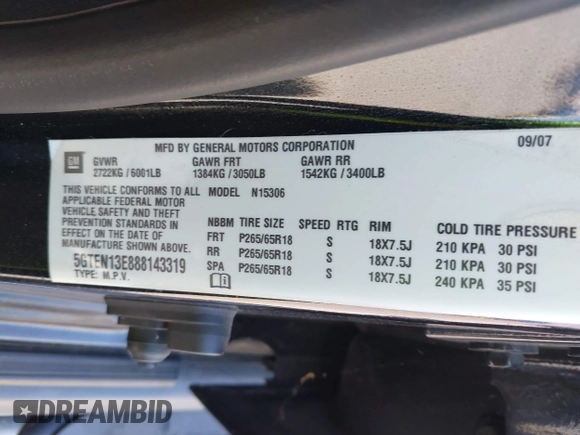 MFD BY GENERAL MOTORS CORPORATION 09/07
GM GVWR GAWR FRT GAWR RR
2722KG / 6001LB 1384KG / 3050LB 1542KG / 3400LB
THIS VEHICLE CONFORMS TO ALL MODEL N15306
APPLICABLE FEDERAL MOTOR
VEHICLE SAFETY AND THEFT
PREVENTION STANDARDS
IN EFFECT ON THE DATE OF
MANUFACTURE SHOWN ABOVE.
5GTEN13E888143319
TYPE: M.P.V.
NBBM TIRE SIZE SPEED RTG RIM COLD TIRE PRESSURE
FRT P265/65R18 S 18X7.5J 210 KPA 30 PSI
RR P265/65R18 S 18X7.5J 210 KPA 30 PSI
SPA P265/65R18 S 18X7.5J 240 KPA 35 PSI
DREAMBID